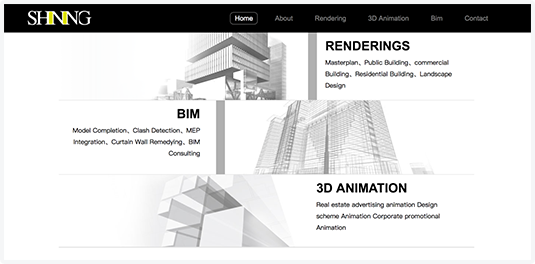 SHINING
Home About Rendering 3D Animation Bim Contact
RENDERINGS
Masterplan、Public Building、commercial
Building、Residential Building、Landscape
Design
BIM
Model Completion、Clash Detection、MEP
Integration、Curtain Wall Remedying、BIM
Consulting
3D ANIMATION
Real estate advertising animation Design
scheme Animation Corporate promotional
Animation